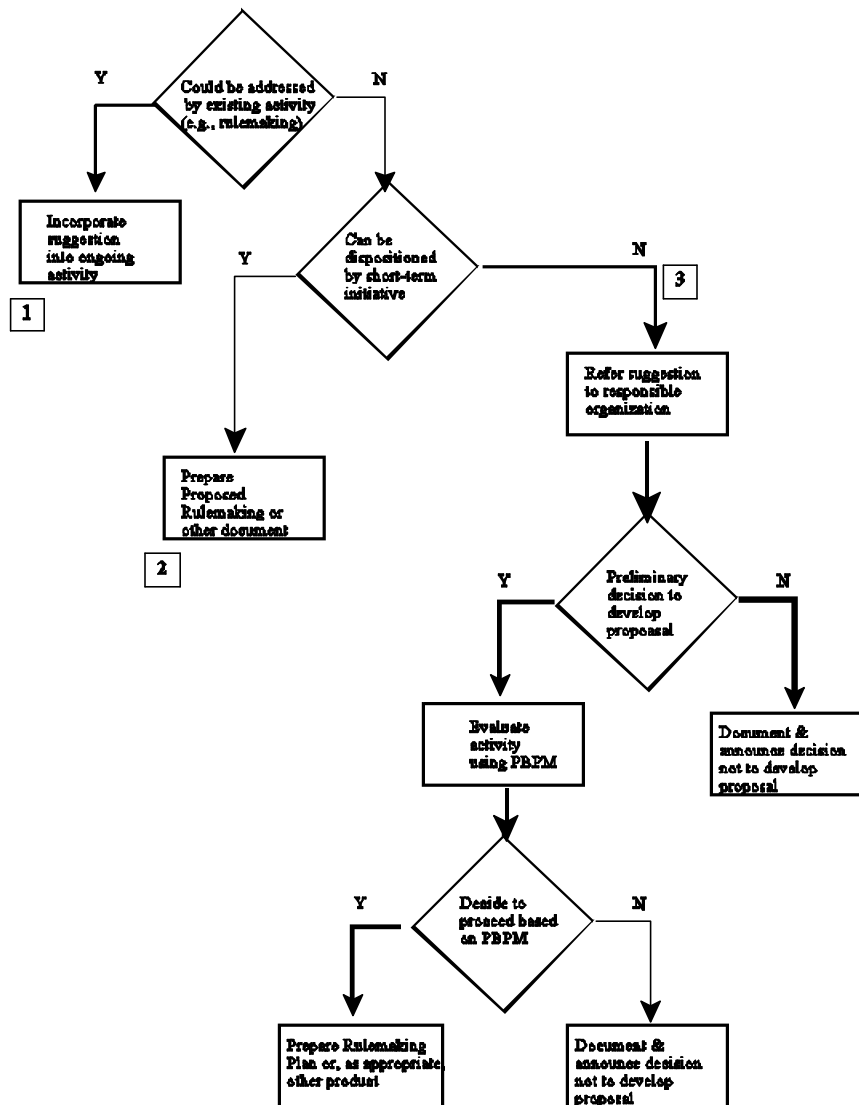 Y
N
Could be addressed
by existing activity
(e.g., rulemaking)
Incorporate
suggestion
into ongoing
activity
1
Y
N
Can be
dispositioned
by short-term
initiative
3
Refer suggestion
to responsible
organization
Prepare
Proposed
Rulemaking or
other document
2
Y
N
Preliminary
decision to
develop
proposal
Evaluate
activity
using PBPM
Document &
announce decision
not to develop
proposal
Y
N
Decide to
proceed based
on PBPM
Prepare Rulemaking
Plan or, as appropriate,
other product
Document &
announce decision
not to develop
proposal